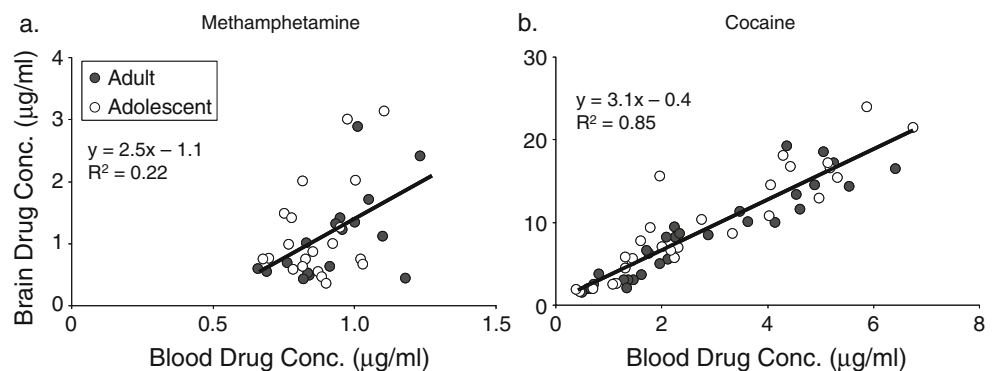 a.
Methamphetamine
Brain Drug Conc. (μg/ml)
4
3
2
1
0
Adult
Adolescent
y = 2.5x – 1.1
R² = 0.22
0
0.5
1.0
1.5
Blood Drug Conc. (μg/ml)
b.
Cocaine
30
20
10
0
y = 3.1x – 0.4
R² = 0.85
0
2
4
6
8
Blood Drug Conc. (μg/ml)